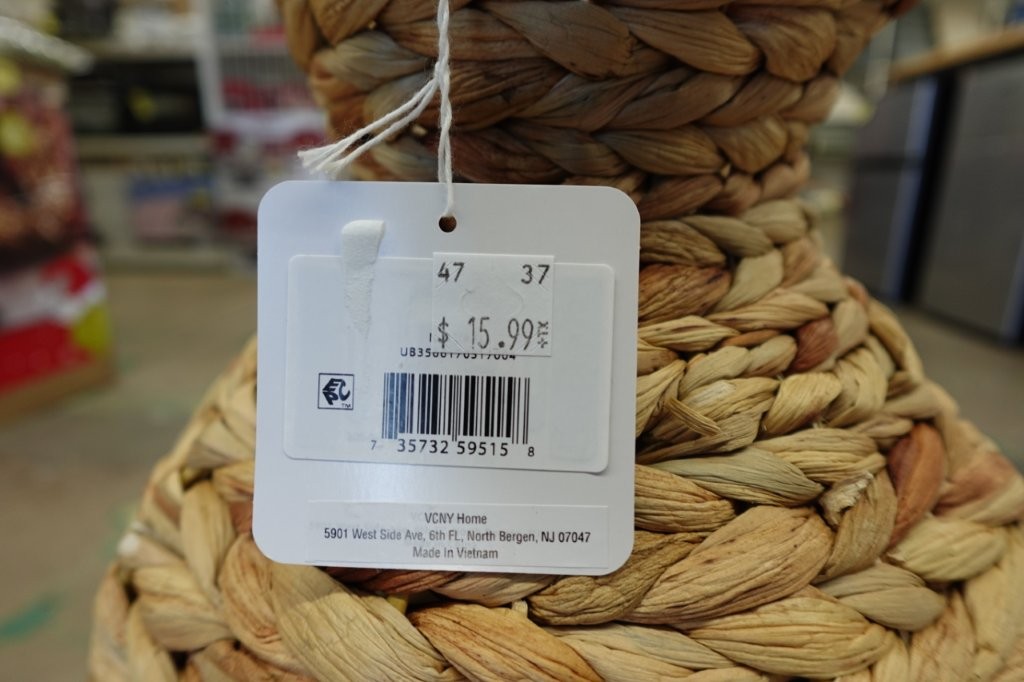 47 37
$ 15.99
7 35732 59515 8
VCNY Home
5901 West Side Ave, 6th FL, North Bergen, NJ 07047
Made In Vietnam